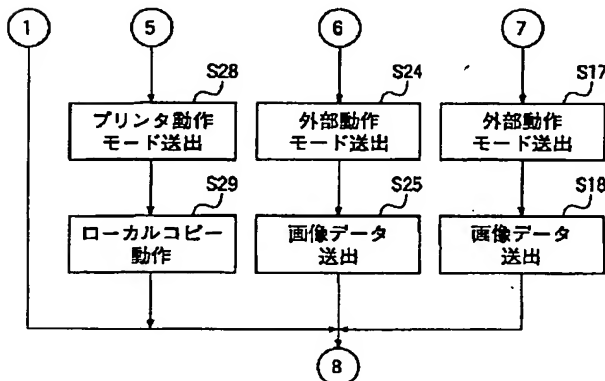 1
5
6
7
S28
S24
S17
プリンタ動作
モード送出
外部動作
モード送出
外部動作
モード送出
S29
S25
S18
ローカルコピー
動作
画像データ
送出
画像データ
送出
8